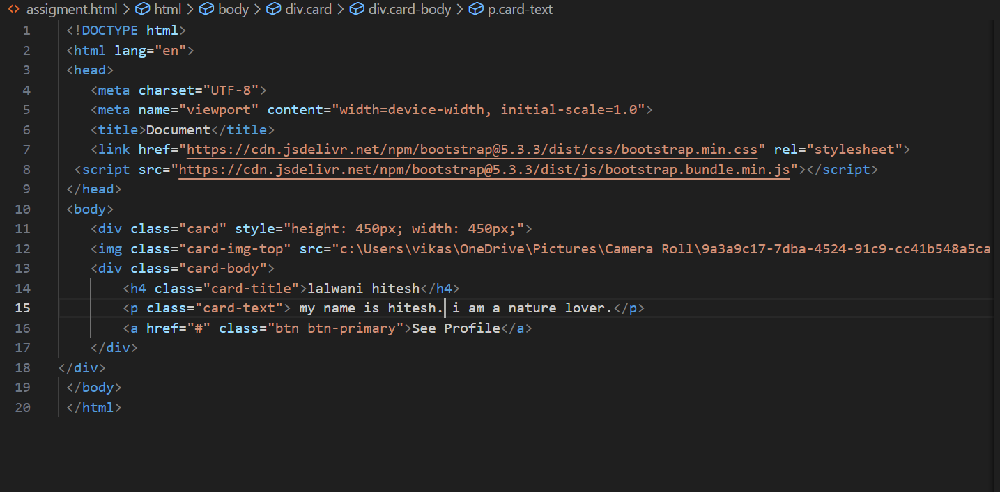 assigment.html > html > body > div.card > div.card-body > p.card-text
1 <!DOCTYPE html>
2 <html lang="en">
3 <head>
4 <meta charset="UTF-8">
5 <meta name="viewport" content="width=device-width, initial-scale=1.0">
6 <title>Document</title>
7 <link href="https://cdn.jsdelivr.net/npm/bootstrap@5.3.3/dist/css/bootstrap.min.css" rel="stylesheet">
8 <script src="https://cdn.jsdelivr.net/npm/bootstrap@5.3.3/dist/js/bootstrap.bundle.min.js"></script>
9 </head>
10 <body>
11 <div class="card" style="height: 450px; width: 450px;">
12 <img class="card-img-top" src="c:\Users\vikas\OneDrive\Pictures\Camera Roll\9a3a9c17-7dba-4524-91c9-cc41b548a5ca
13 <div class="card-body">
14 <h4 class="card-title">lalwani hitesh</h4>
15 <p class="card-text"> my name is hitesh. i am a nature lover.</p>
16 <a href="#" class="btn btn-primary">See Profile</a>
17 </div>
18 </div>
19 </body>
20 </html>